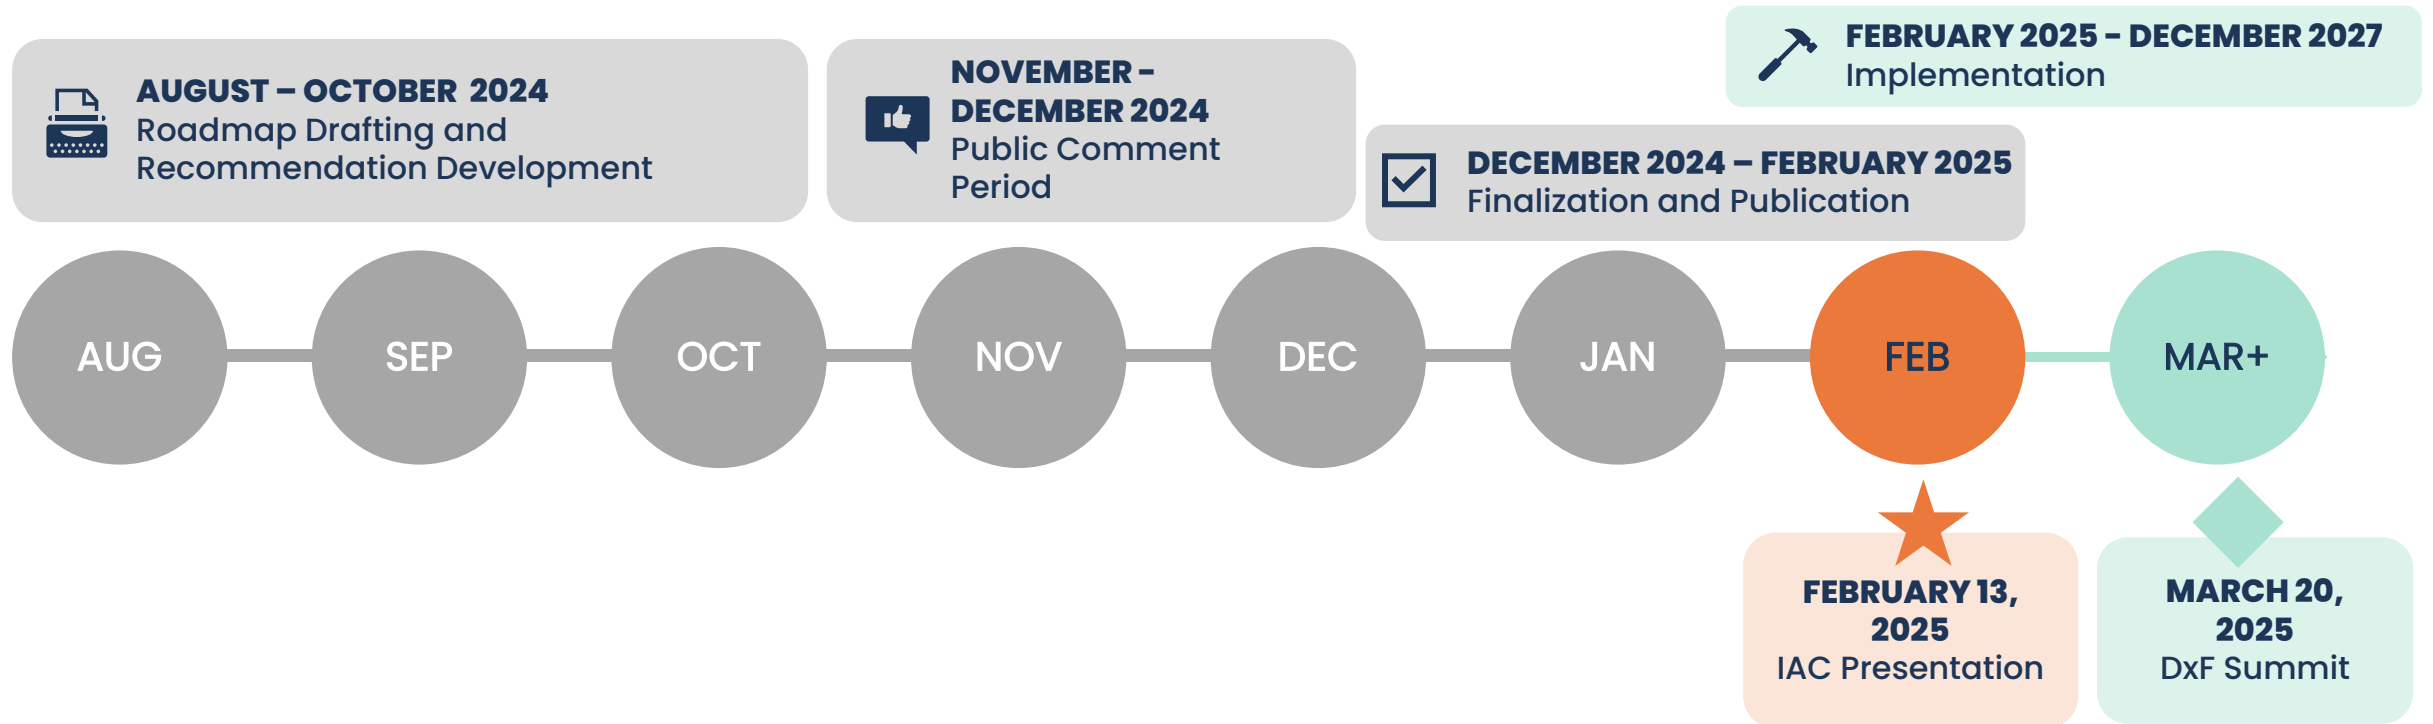 AUGUST – OCTOBER 2024
Roadmap Drafting and
Recommendation Development
NOVEMBER –
DECEMBER 2024
Public Comment
Period
DECEMBER 2024 – FEBRUARY 2025
Finalization and Publication
FEBRUARY 2025 – DECEMBER 2027
Implementation
AUG
SEP
OCT
NOV
DEC
JAN
FEB
MAR+
FEBRUARY 13,
2025
IAC Presentation
MARCH 20,
2025
DxF Summit